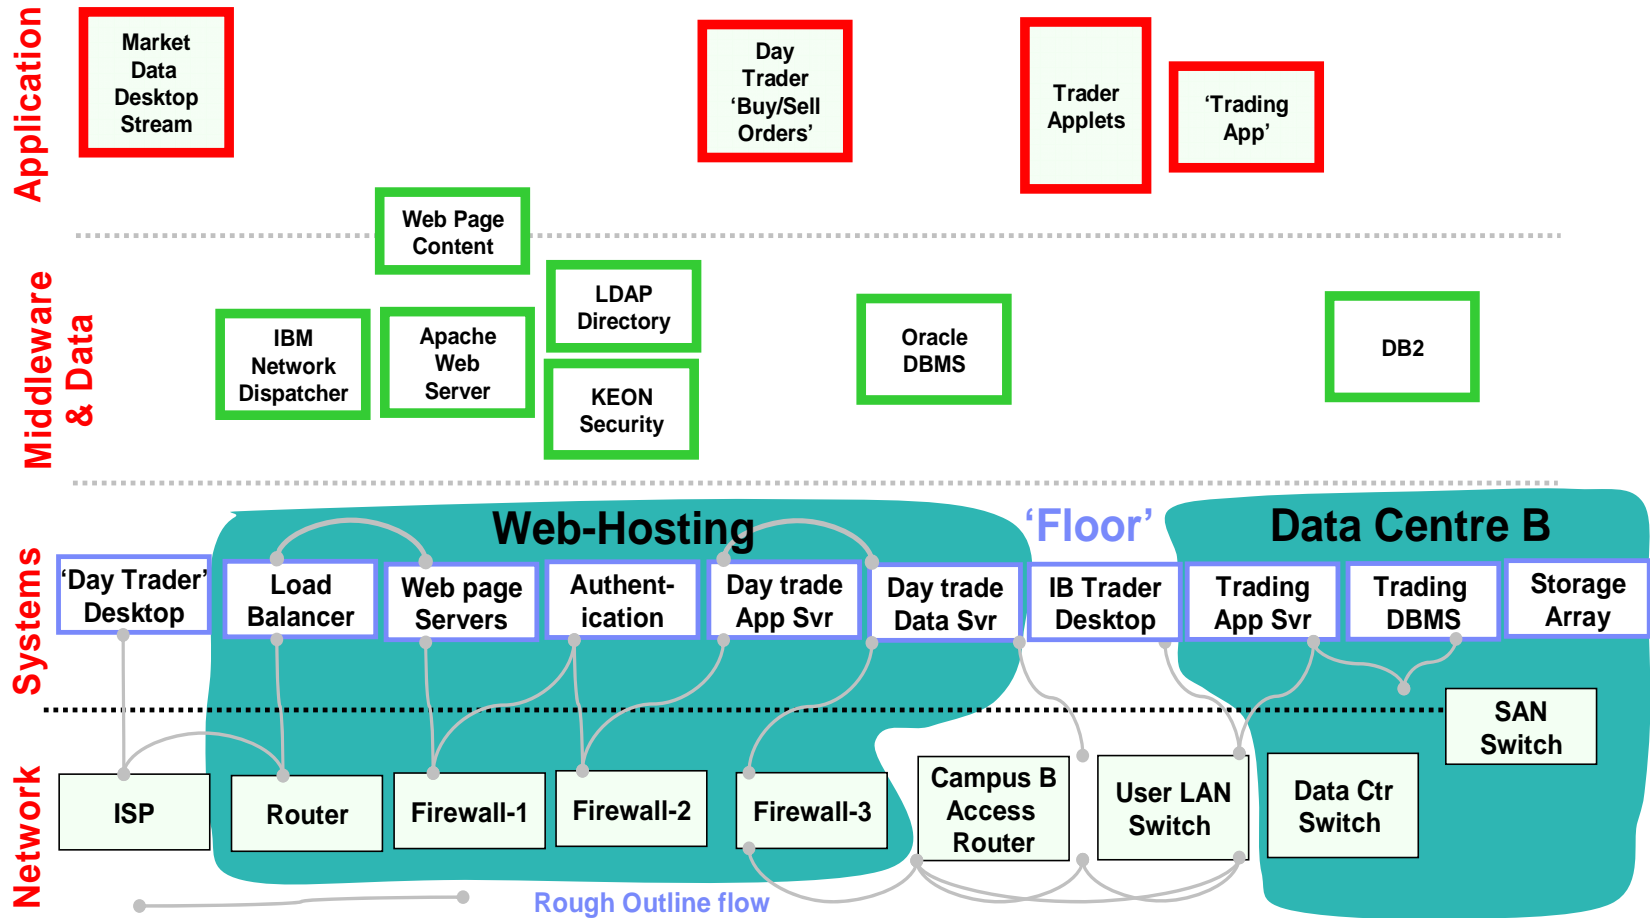 Application
Market
Data
Desktop
Stream
Day
Trader
‘Buy/Sell
Orders’
Trader
Applets
‘Trading
App’
Web Page
Content
Middleware
& Data
IBM
Network
Dispatcher
Apache
Web
Server
LDAP
Directory
KEON
Security
Oracle
DBMS
DB2
Web-Hosting
‘Floor’
Data Centre B
Systems
‘Day Trader’
Desktop
Load
Balancer
Web page
Servers
Authent-
ication
Day trade
App Svr
Day trade
Data Svr
IB Trader
Desktop
Trading
App Svr
Trading
DBMS
Storage
Array
SAN
Switch
Network
ISP
Router
Firewall-1
Firewall-2
Firewall-3
Campus B
Access
Router
User LAN
Switch
Data Ctr
Switch
Rough Outline flow